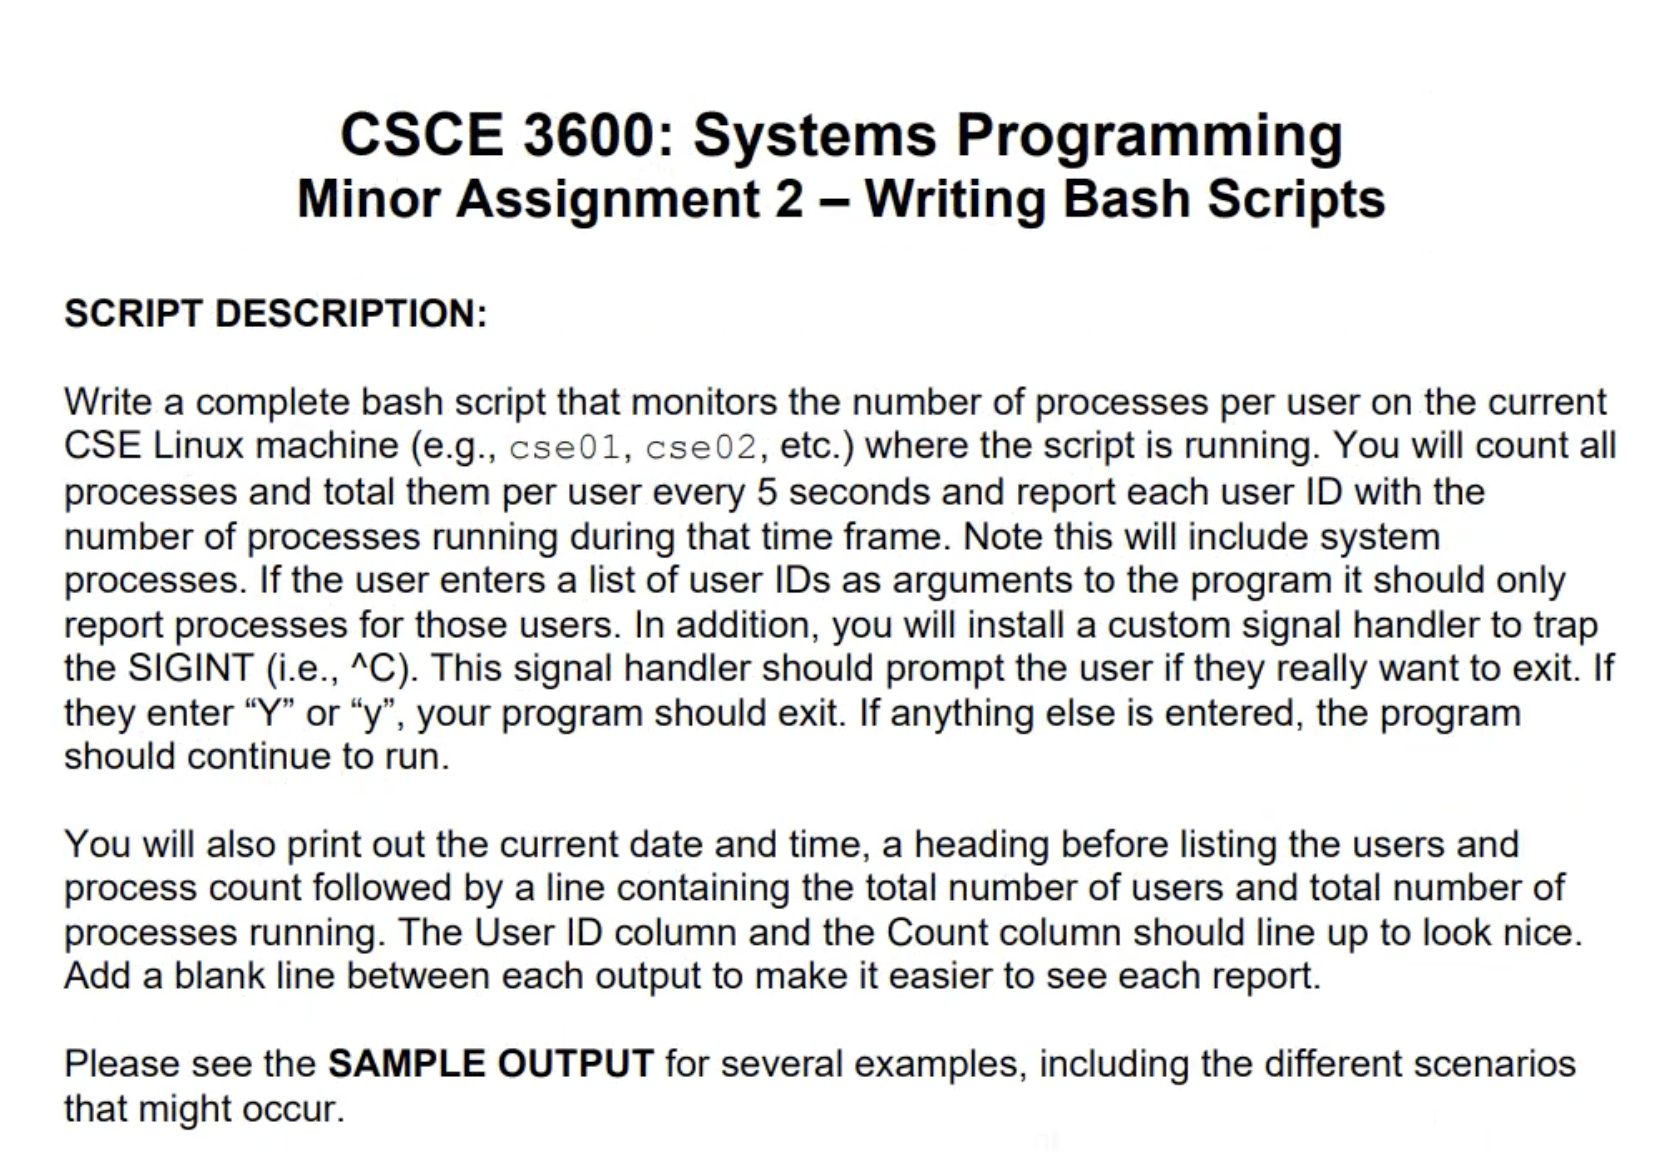 CSCE 3600: Systems Programming
Minor Assignment 2 – Writing Bash Scripts
SCRIPT DESCRIPTION:
Write a complete bash script that monitors the number of processes per user on the current
CSE Linux machine (e.g., cse01, cse02, etc.) where the script is running. You will count all
processes and total them per user every 5 seconds and report each user ID with the
number of processes running during that time frame. Note this will include system
processes. If the user enters a list of user IDs as arguments to the program it should only
report processes for those users. In addition, you will install a custom signal handler to trap
the SIGINT (i.e., ^C). This signal handler should prompt the user if they really want to exit. If
they enter “Y” or “y”, your program should exit. If anything else is entered, the program
should continue to run.
You will also print out the current date and time, a heading before listing the users and
process count followed by a line containing the total number of users and total number of
processes running. The User ID column and the Count column should line up to look nice.
Add a blank line between each output to make it easier to see each report.
Please see the SAMPLE OUTPUT for several examples, including the different scenarios
that might occur.